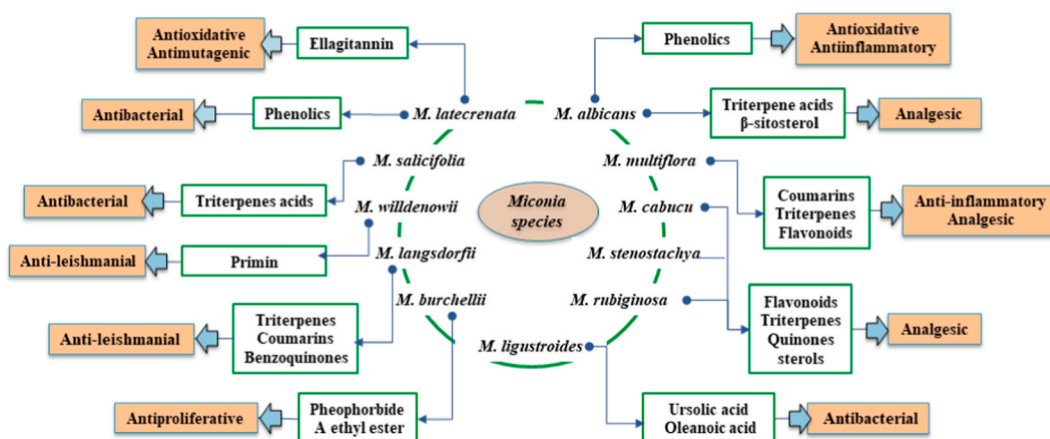 Antioxidative
Antimutagenic
Ellagitannin
Phenolics
Antioxidative
Antiinflammatory
Antibacterial
Phenolics
M. latecrenata
M. albicans
Triterpene acids
β-sitosterol
Analgesic
M. salicifolia
M. multiflora
Antibacterial
Triterpenes acids
M. willdenowii
Miconia
species
M. cabucu
Coumarins
Triterpenes
Flavonoids
Anti-inflammatory
Analgesic
Anti-leishmanial
Primin
M. langsdorfii
M. stenostachya
M. burchellii
M. rubiginosa
Anti-leishmanial
Triterpenes
Coumarins
Benzoquinones
Flavonoids
Triterpenes
Quinones
sterols
Analgesic
M. ligustroides
Antiproliferative
Pheophorbide
A ethyl ester
Ursolic acid
Oleanoic acid
Antibacterial